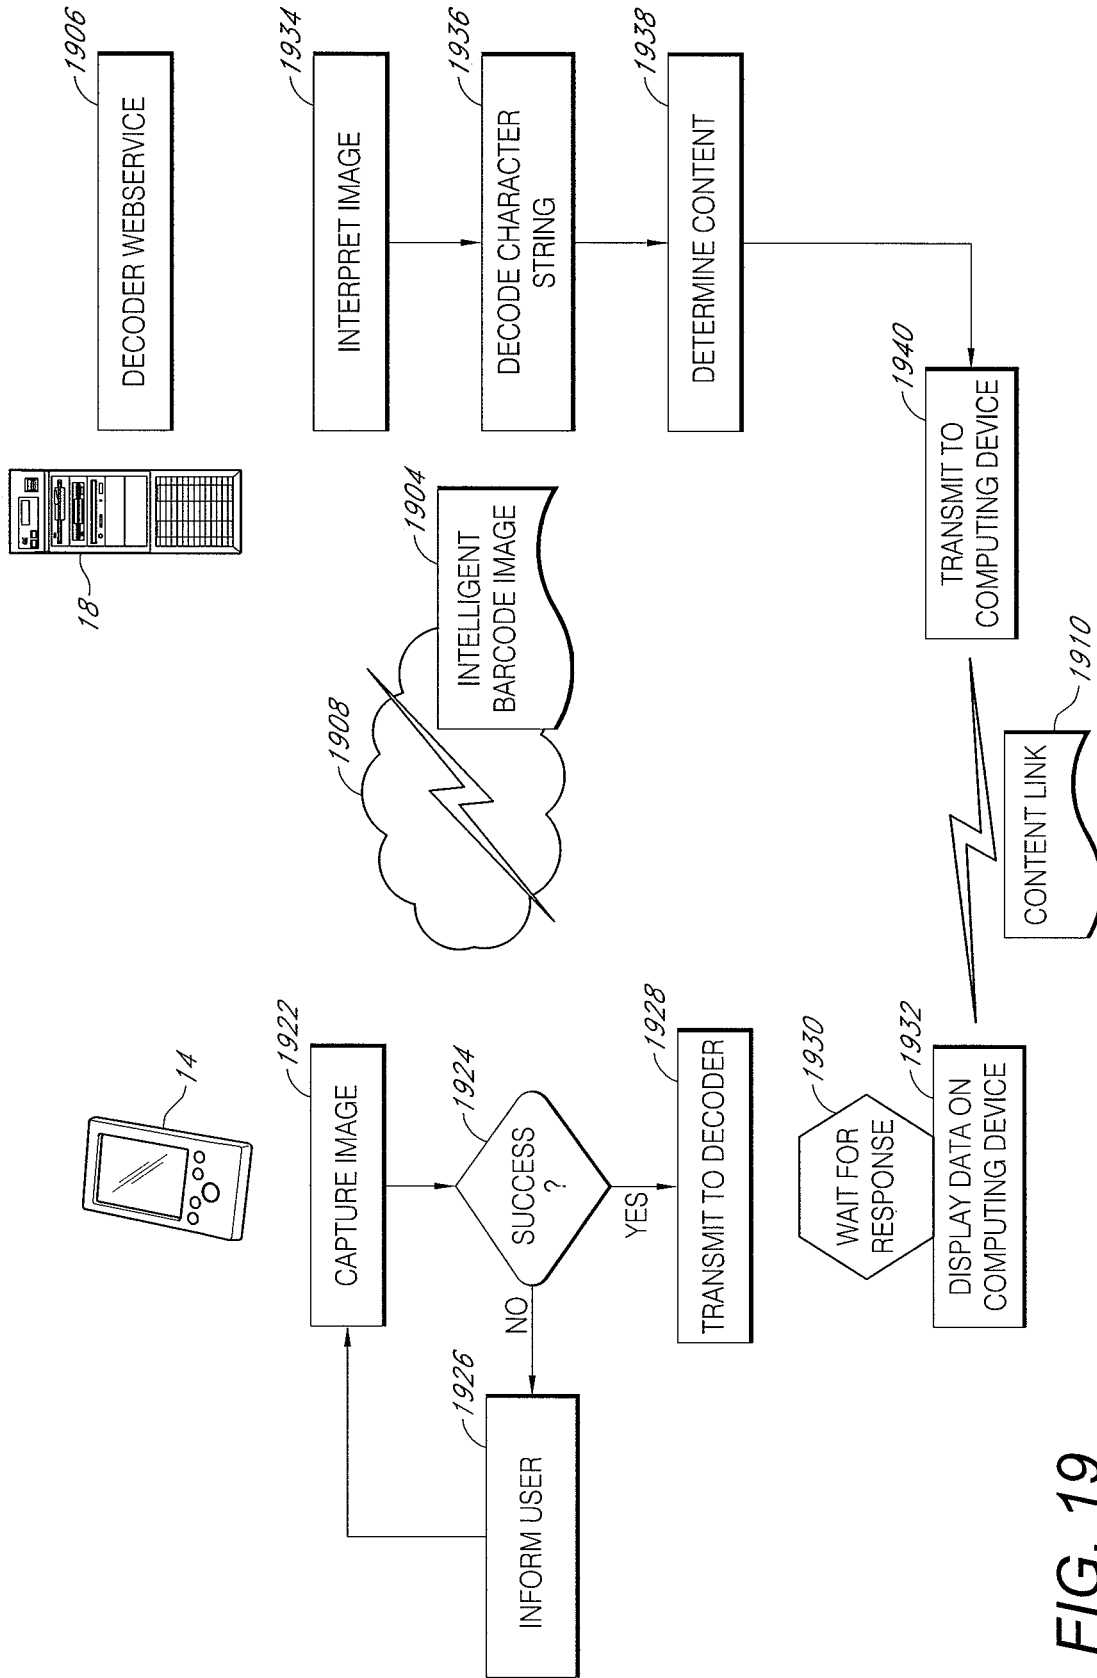 14
18
DECODER WEBSERVICE
1906
CAPTURE IMAGE
1922
SUCCESS
?
1924
NO
YES
INFORM USER
1926
TRANSMIT TO DECODER
1928
WAIT FOR
RESPONSE
1930
DISPLAY DATA ON
COMPUTING DEVICE
1932
1908
INTELLIGENT
BARCODE IMAGE
1904
INTERPRET IMAGE
1934
DECODE CHARACTER
STRING
1936
DETERMINE CONTENT
1938
TRANSMIT TO
COMPUTING DEVICE
1940
CONTENT LINK
1910
FIG. 19